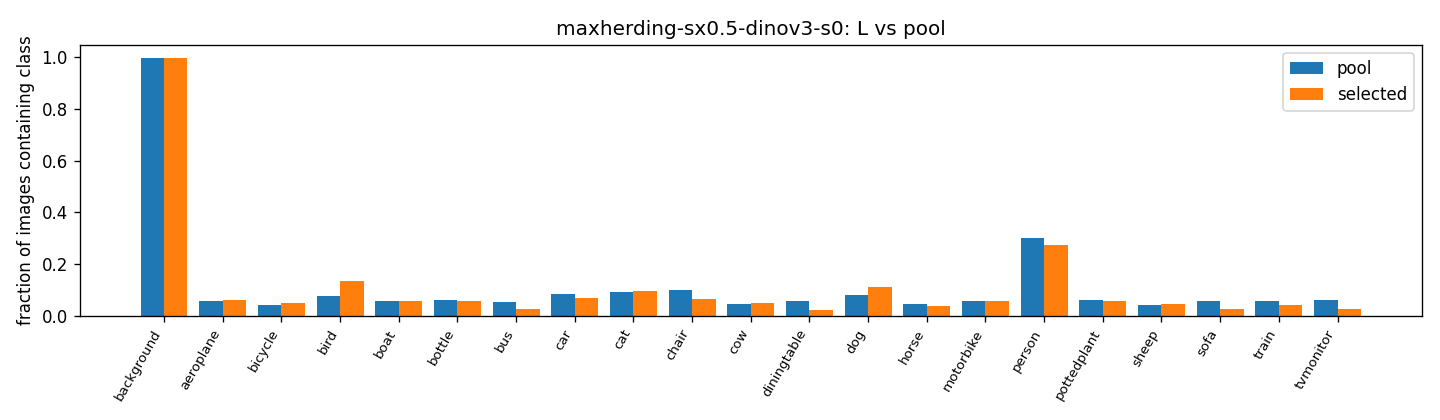 maxherding-sx0.5-dinov3-s0: L vs pool
fraction of images containing class
1.0
0.8
0.6
0.4
0.2
0.0
pool
selected
background
aeroplane
bicycle
bird
boat
bottle
bus
car
cat
chair
cow
diningtable
dog
horse
motorbike
person
pottedplant
sheep
sofa
train
tvmonitor